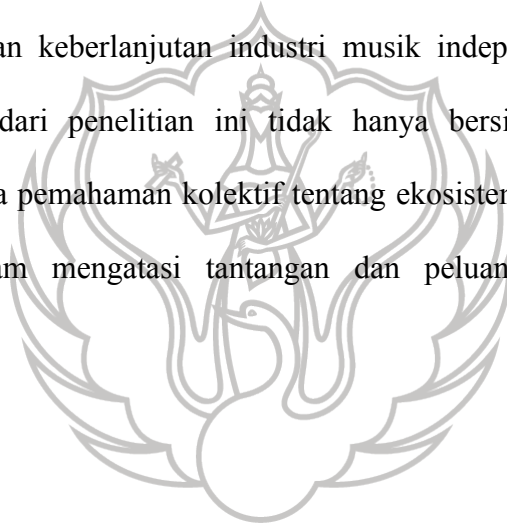 an keberlanjutan industri musik indep
dari penelitian ini tidak hanya bersi
a pemahaman kolektif tentang ekosisten
am mengatasi tantangan dan peluan